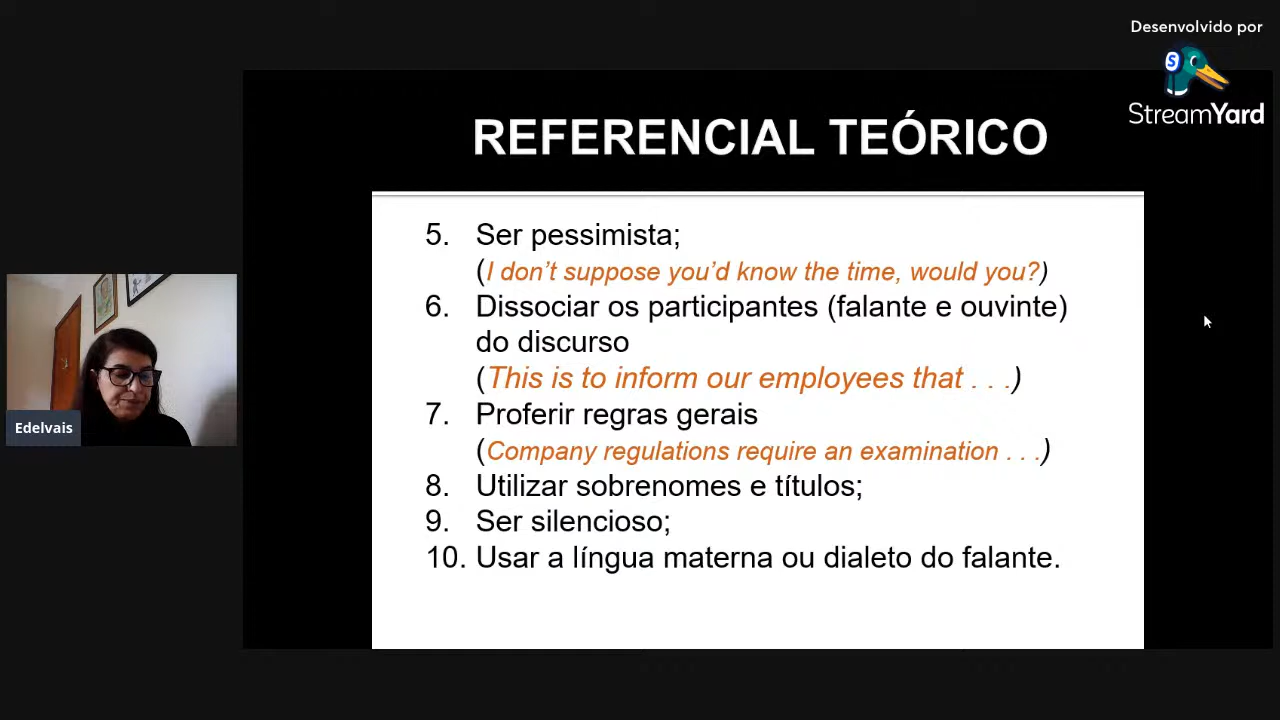 Desenvolvido por
S
StreamYard
REFERENCIAL TEÓRICO
5. Ser pessimista;
(I don’t suppose you’d know the time, would you?)
6. Dissociar os participantes (falante e ouvinte)
do discurso
(This is to inform our employees that . . .)
7. Proferir regras gerais
(Company regulations require an examination . . .)
8. Utilizar sobrenomes e títulos;
9. Ser silencioso;
10. Usar a língua materna ou dialeto do falante.
Edelvais